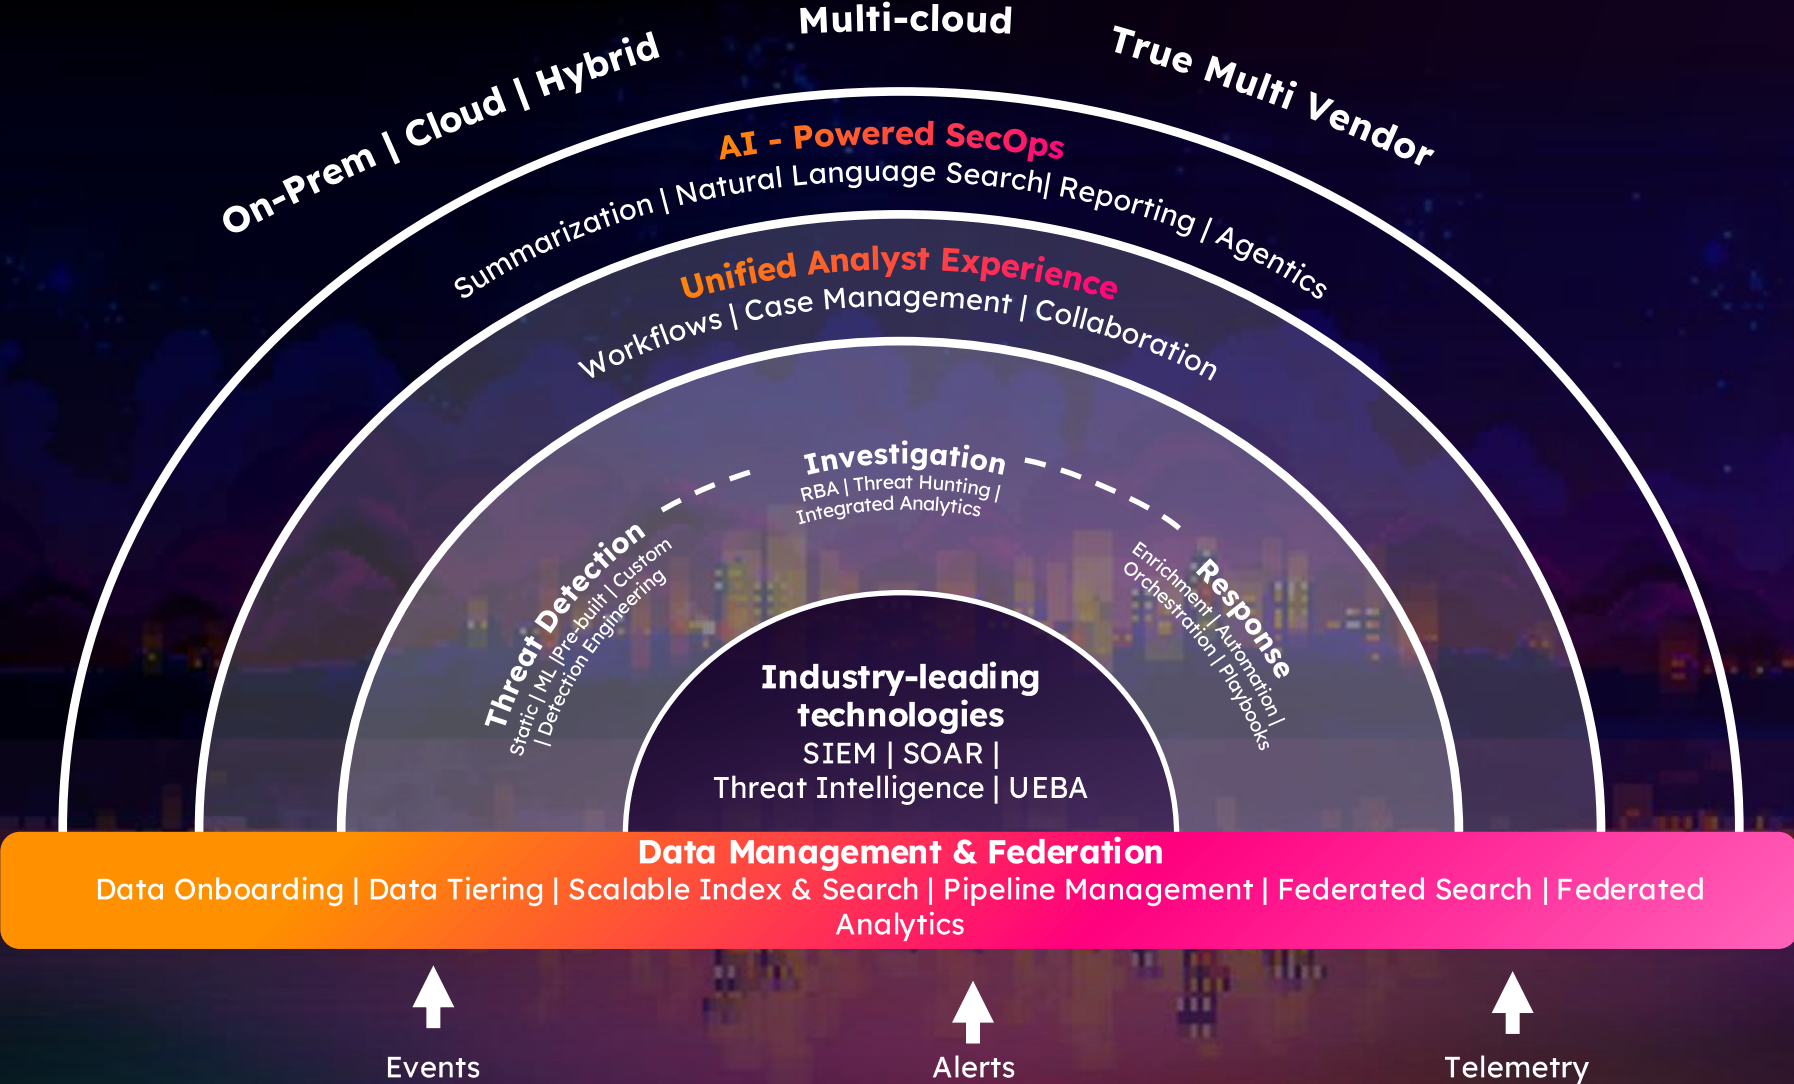 Multi-cloud
On-Prem | Cloud | Hybrid
True Multi Vendor
AI - Powered SecOps
Summarization | Natural Language Search| Reporting | Agentics
Unified Analyst Experience
Workflows | Case Management | Collaboration
Investigation
RBA | Threat Hunting |
Integrated Analytics
Threat Detection
Static | ML |Pre-built | Custom
| Detection Engineering
Response
Enrichment | Automation |
Orchestration | Playbooks
Industry-leading
technologies
SIEM | SOAR |
Threat Intelligence | UEBA
Data Management & Federation
Data Onboarding | Data Tiering | Scalable Index & Search | Pipeline Management | Federated Search | Federated
Analytics
Events
Alerts
Telemetry